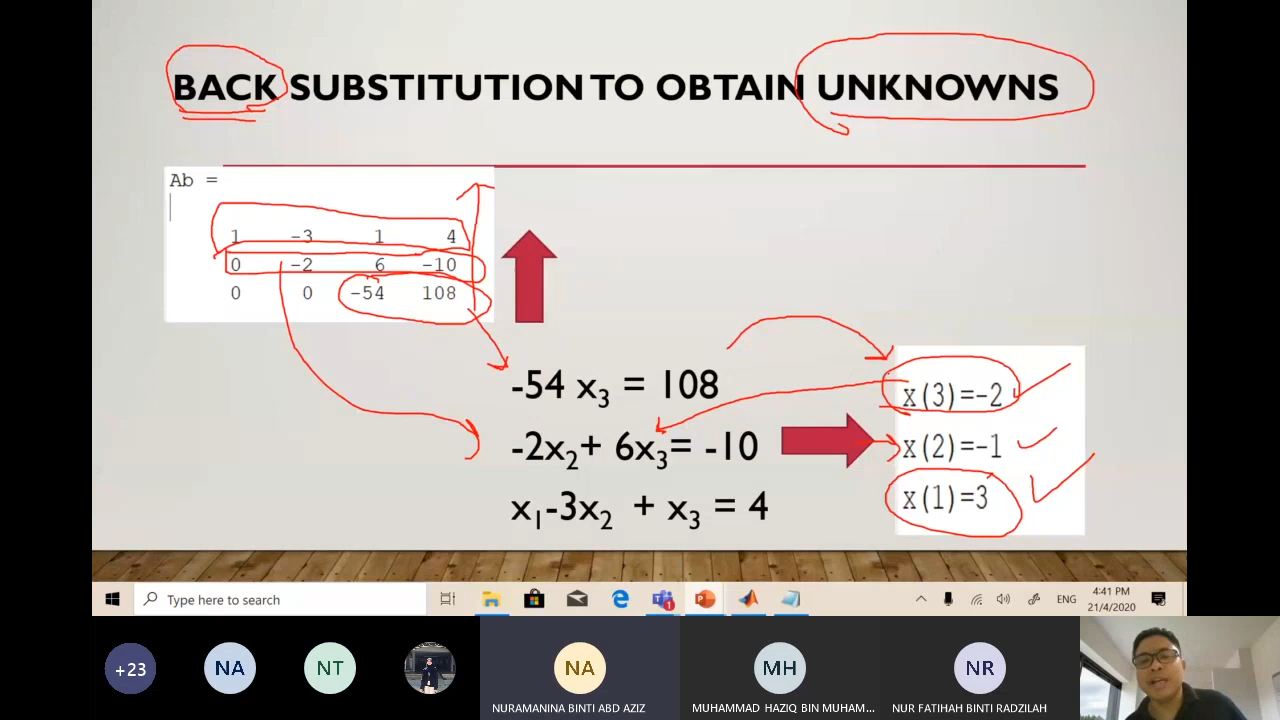 BACK SUBSTITUTION TO OBTAIN UNKNOWNS
Ab =
1 -3 1 4
0 -2 6 -10
0 0 -54 108
-54 x₃ = 108
-2x₂+ 6x₃= -10
x₁-3x₂ + x₃ = 4
x(3)=-2
x(2)=-1
x(1)=3
Type here to search
1
ENG
4:41 PM
21/4/2020
+23
NA
NT
NA
MH
NR
NURAMANINA BINTI ABD AZIZ
MUHAMMAD HAZIQ BIN MUHAM...
NUR FATIHAH BINTI RADZILAH